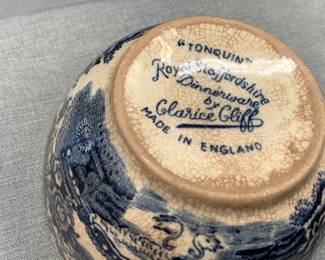 "TONQUIN"
Royal Staffordshire
Dinnerware
by
Clarice Cliff
MADE IN ENGLAND